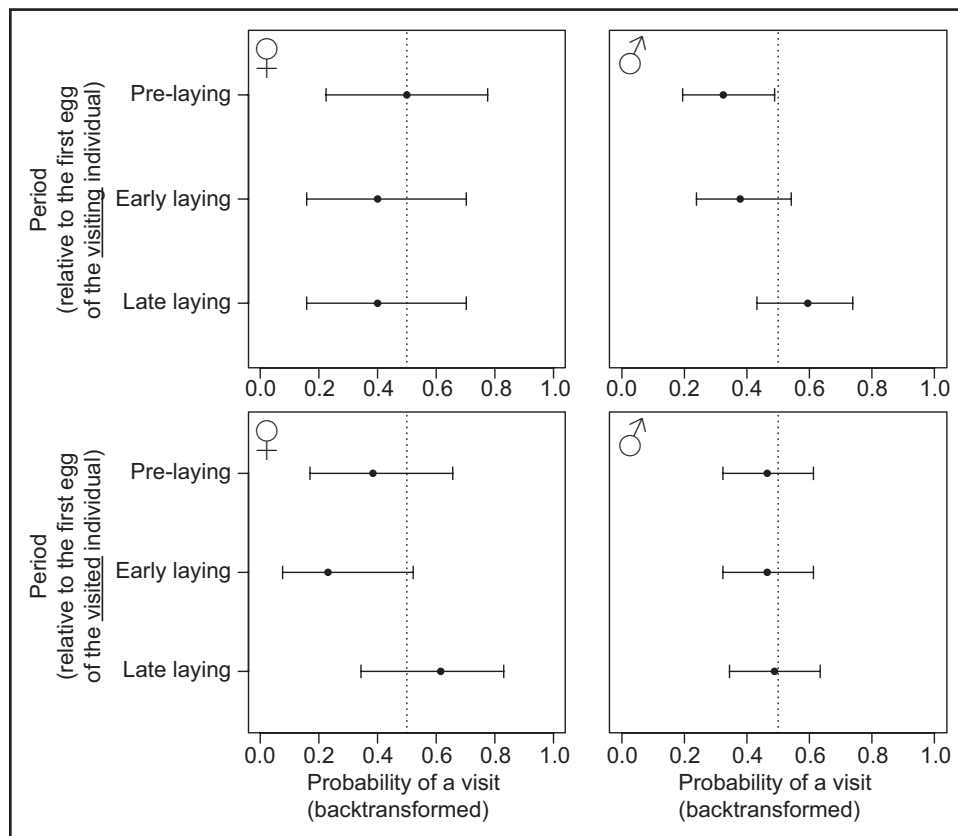 ♀
♂
Period
(relative to the first egg
of the visiting individual)
Pre-laying
Early laying
Late laying
0.0 0.2 0.4 0.6 0.8 1.0
0.0 0.2 0.4 0.6 0.8 1.0
♀
♂
Period
(relative to the first egg
of the visited individual)
Pre-laying
Early laying
Late laying
0.0 0.2 0.4 0.6 0.8 1.0
0.0 0.2 0.4 0.6 0.8 1.0
Probability of a visit
(backtransformed)
Probability of a visit
(backtransformed)